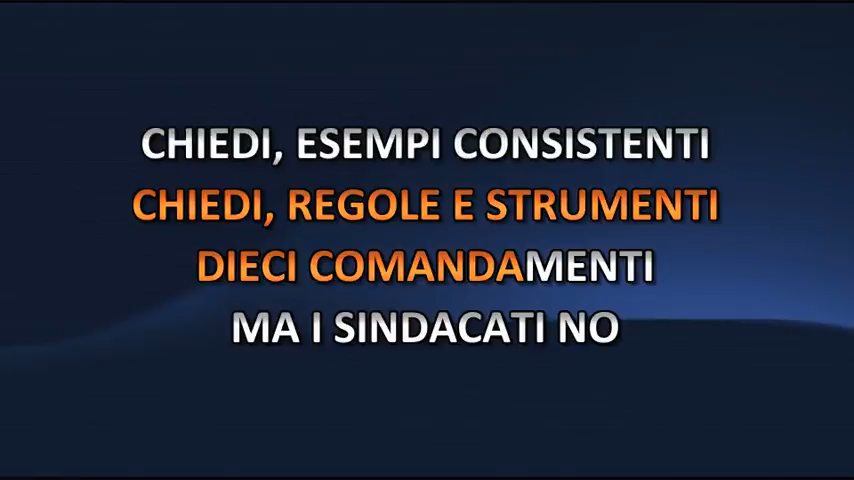 CHIEDI, ESEMPI CONSISTENTI
CHIEDI, REGOLE E STRUMENTI
DIECI COMANDAMENTI
MA I SINDACATI NO